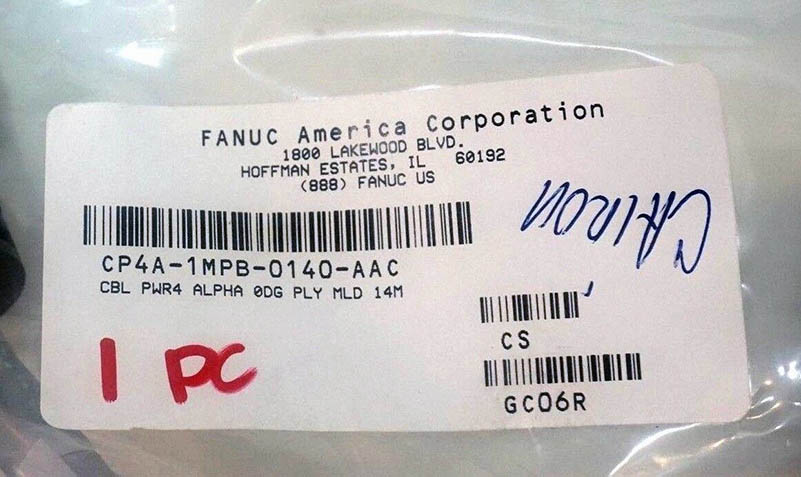 FANUC America Corporation
1800 LAKEWOOD BLVD.
HOFFMAN ESTATES, IL 60192
(888) FANUC US
CP4A-1MPB-0140-AAC
CBL PWR4 ALPHA 0DG PLY MLD 14M
1 PC
CS
GC06R